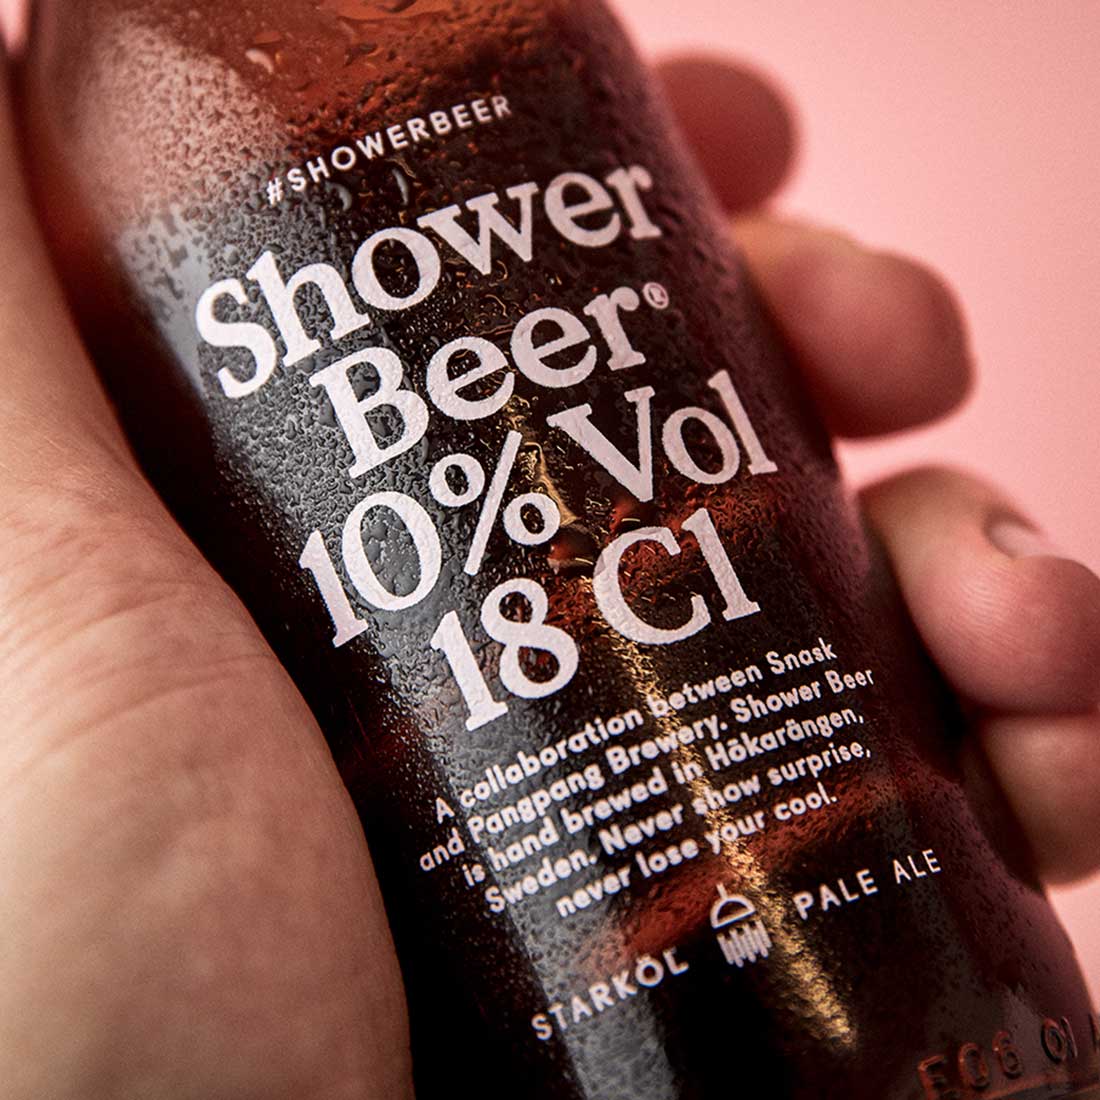 #SHOWERBEER
Shower
Beer®
10% Vol
18 Cl
A collaboration between Snask
and Pangpang Brewery. Shower Beer
is hand brewed in Hökarängen,
Sweden. Never show surprise,
never lose your cool.
STARKÖL PALE ALE